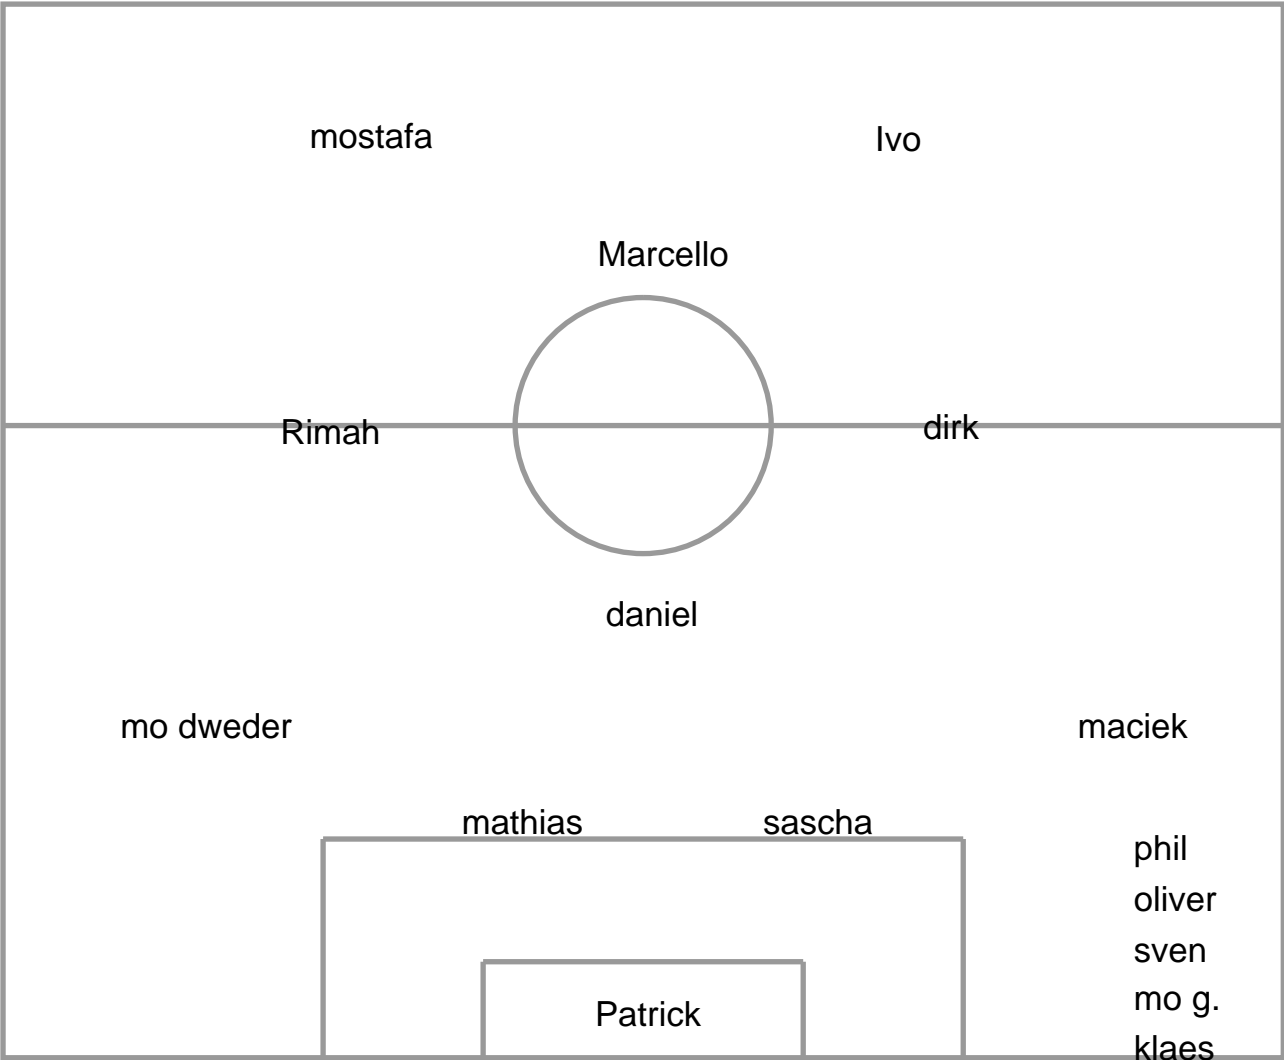 mostafa Ivo
Marcello
Rimah dirk
daniel
mo dweder maciek
mathias sascha
phil
oliver
sven
mo g.
Patrick
klaes